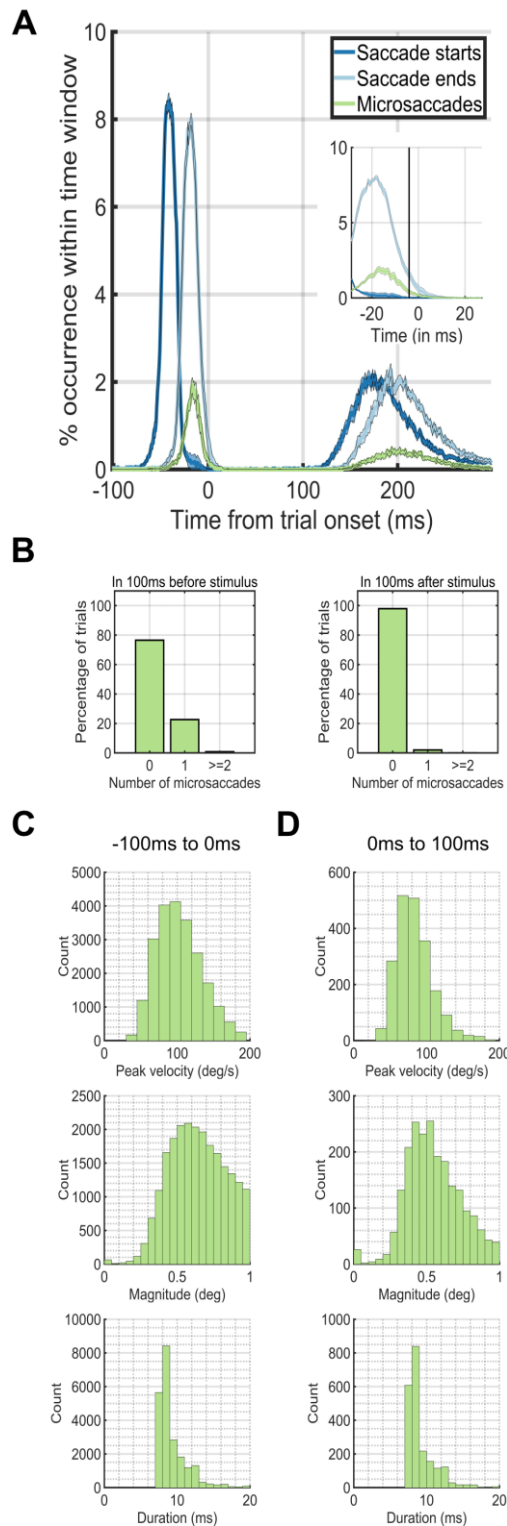 A
10
8
6
4
2
0
% occurrence within time window
Saccade starts
Saccade ends
Microsaccades
10
5
0
-20 0 20
Time (in ms)
-100 0 100 200
Time from trial onset (ms)
B
In 100ms before stimulus
100
80
60
40
20
0
Percentage of trials
0 1 >=2
Number of microsaccades
In 100ms after stimulus
100
80
60
40
20
0
Percentage of trials
0 1 >=2
Number of microsaccades
C
-100ms to 0ms
5000
4000
3000
2000
1000
0
Count
0 100 200
Peak velocity (deg/s)
2500
2000
1500
1000
500
0
Count
0 0.5 1
Magnitude (deg)
10000
8000
6000
4000
2000
0
Count
0 10 20
Duration (ms)
D
0ms to 100ms
600
400
200
0
Count
0 100 200
Peak velocity (deg/s)
300
200
100
0
Count
0 0.5 1
Magnitude (deg)
1000
800
600
400
200
0
Count
0 10 20
Duration (ms)